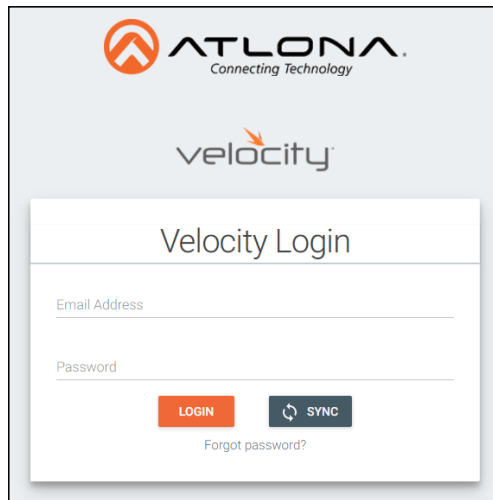 ATLONA.
Connecting Technology
velocity
Velocity Login
Email Address
Password
LOGIN
SYNC
Forgot password?